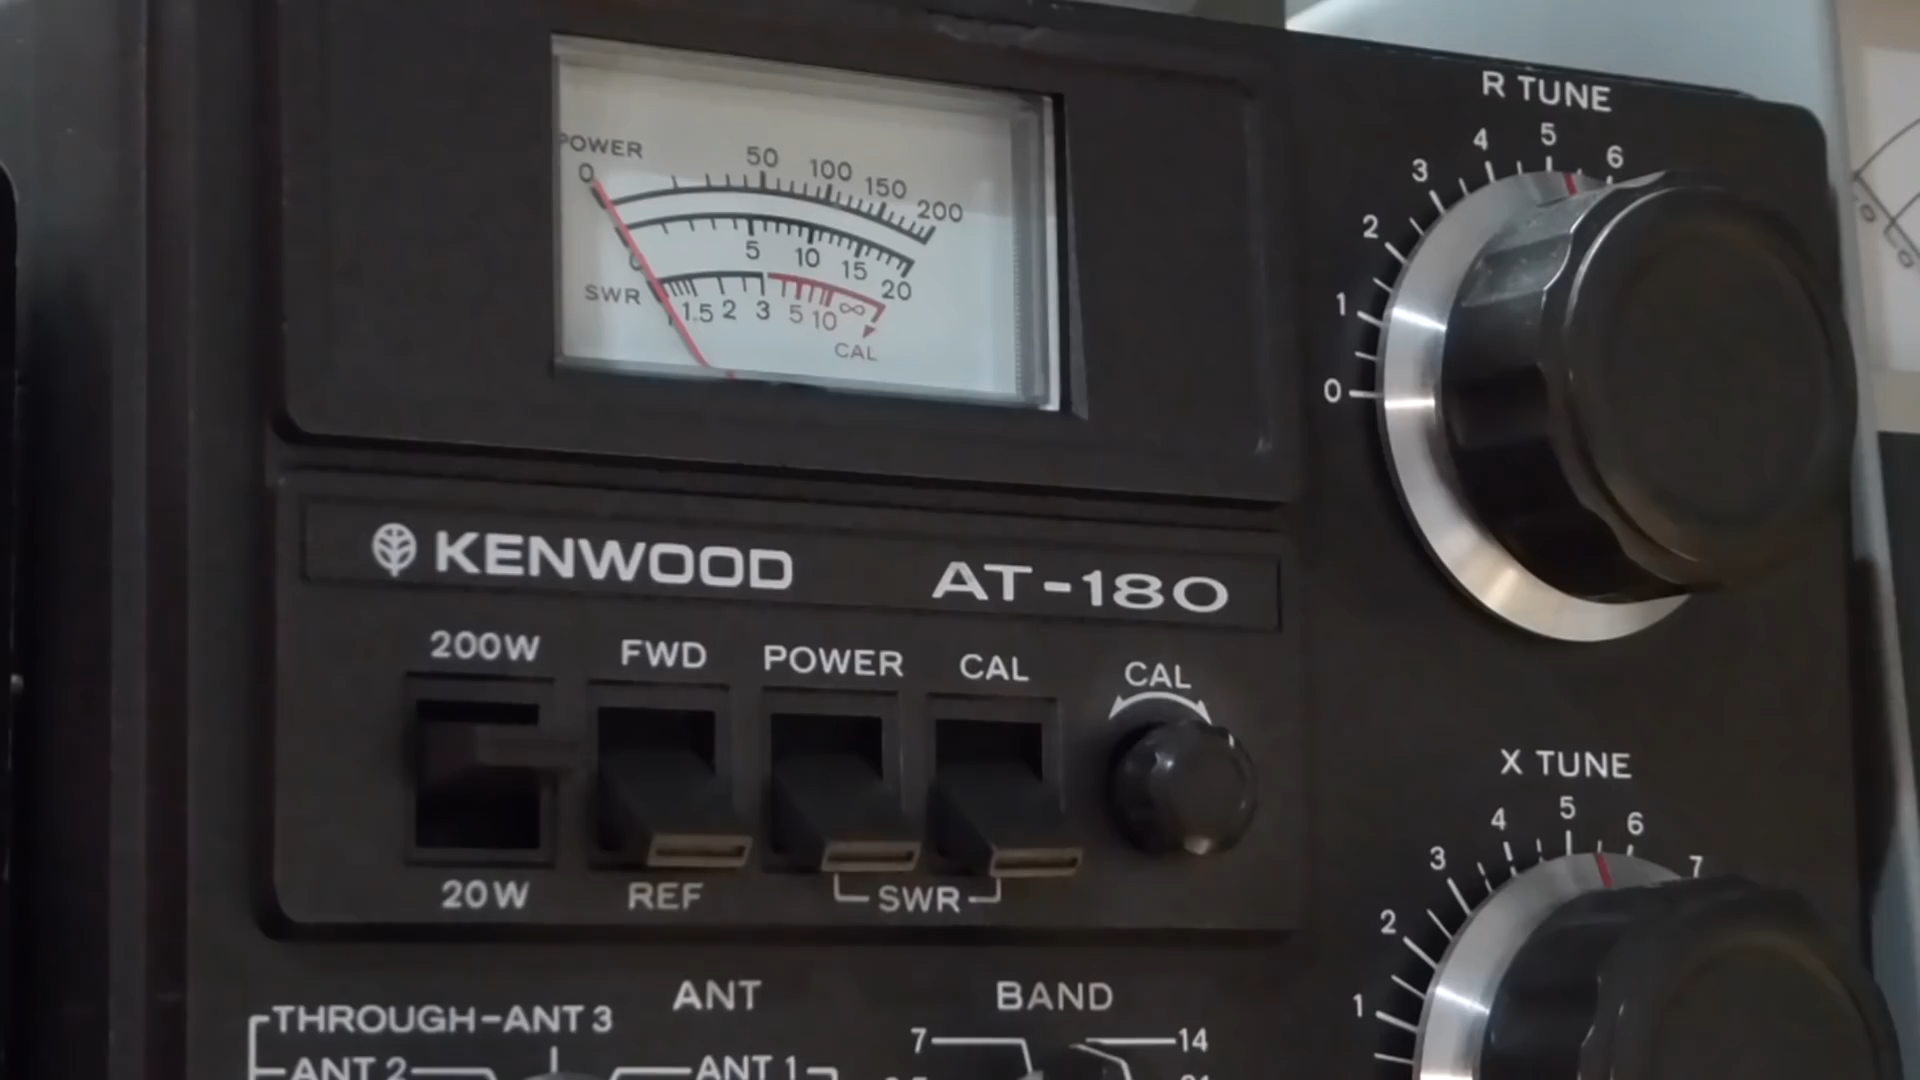 POWER
0 50 100 150 200
0 5 10 15 20
SWR 1.5 2 3 5 10 ∞
CAL
R TUNE
0 1 2 3 4 5 6
KENWOOD AT-180
200W FWD POWER CAL CAL
20W REF SWR
X TUNE
1 2 3 4 5 6 7
ANT BAND
THROUGH-ANT 3
7 14
ANT 2 ANT 1